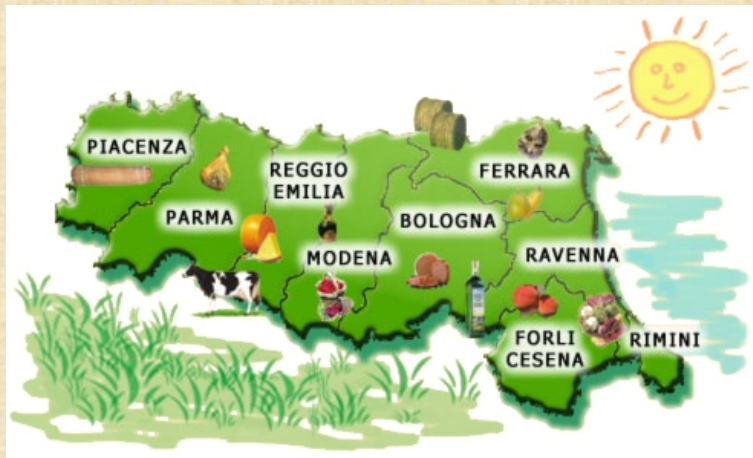 PIACENZA
REGGIO
EMILIA
FERRARA
PARMA
BOLOGNA
MODENA
RAVENNA
FORLI
CESENA
RIMINI